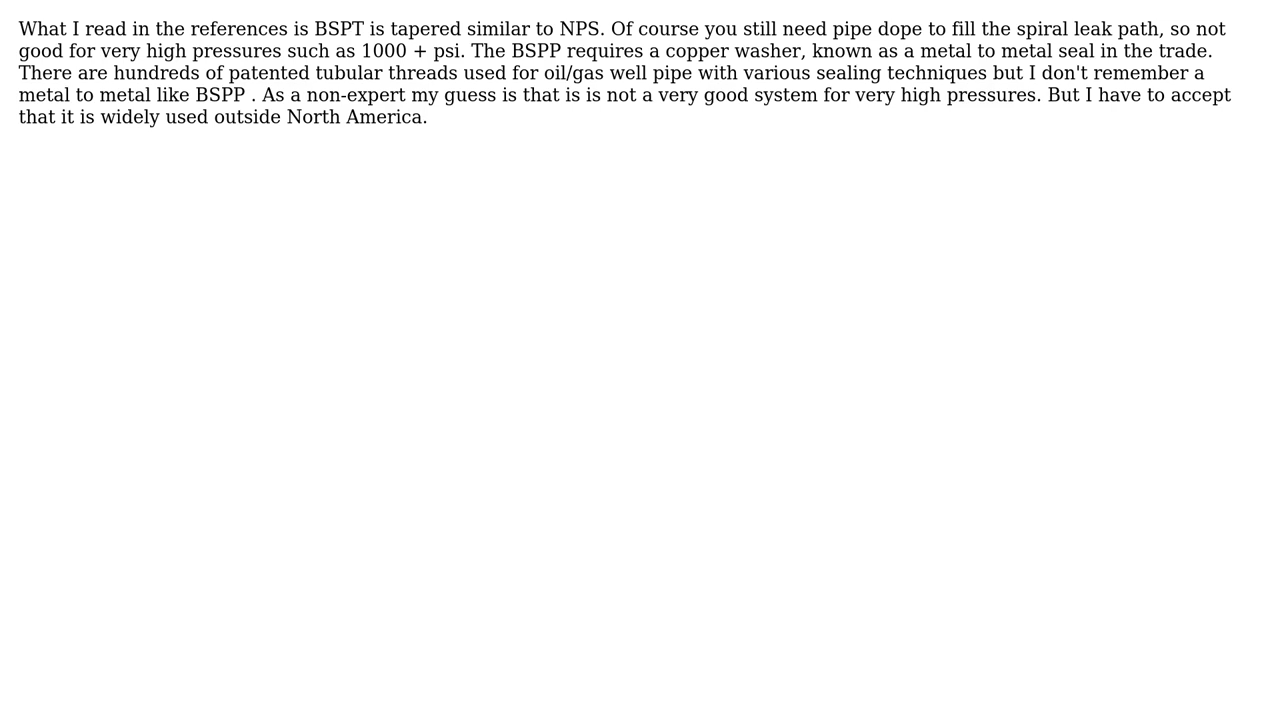 What I read in the references is BSPT is tapered similar to NPS. Of course you still need pipe dope to fill the spiral leak path, so not
good for very high pressures such as 1000 + psi. The BSPP requires a copper washer, known as a metal to metal seal in the trade.
There are hundreds of patented tubular threads used for oil/gas well pipe with various sealing techniques but I don't remember a
metal to metal like BSPP . As a non-expert my guess is that is is not a very good system for very high pressures. But I have to accept
that it is widely used outside North America.